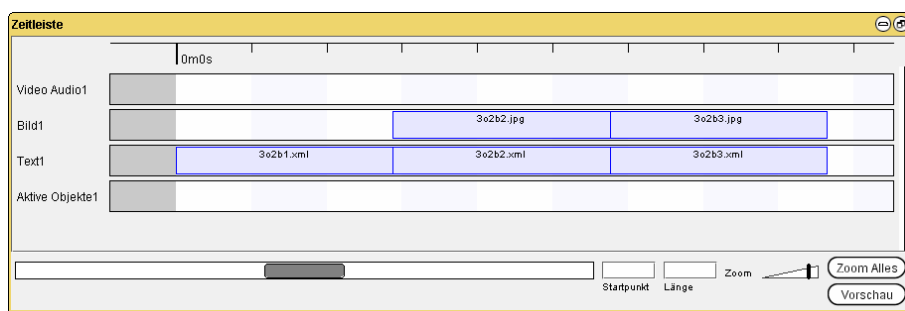 Zeitleiste
0m0s
Video Audio1
Bild1 3o2b2.jpg 3o2b3.jpg
Text1 3o2b1.xml 3o2b2.xml 3o2b3.xml
Aktive Objekte1
Startpunkt Länge Zoom Zoom Alles
Vorschau